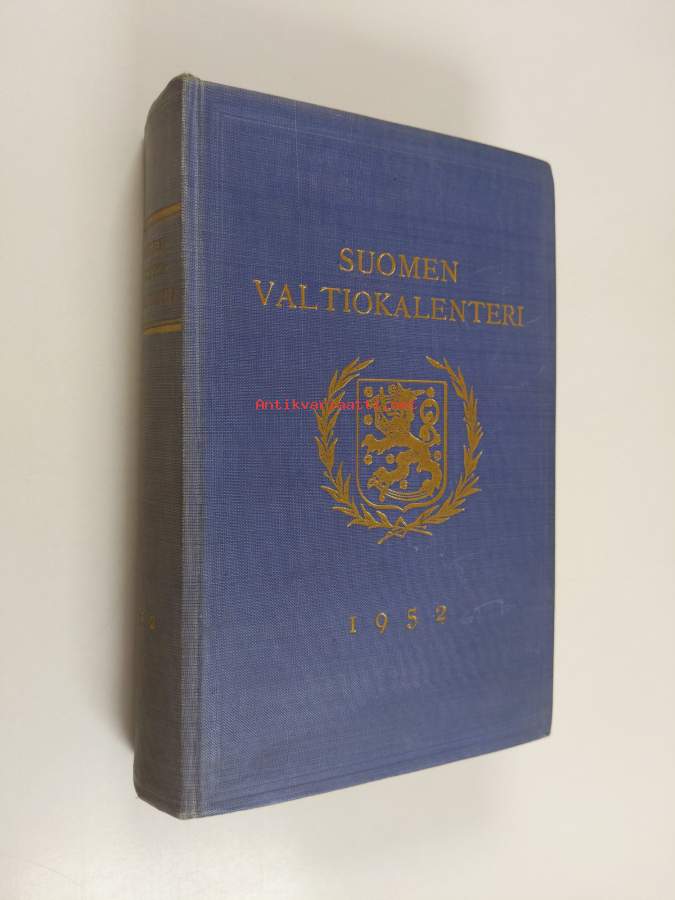 SUOMEN
VALTIOKALENTERI
Antikvariaatti.net
1952